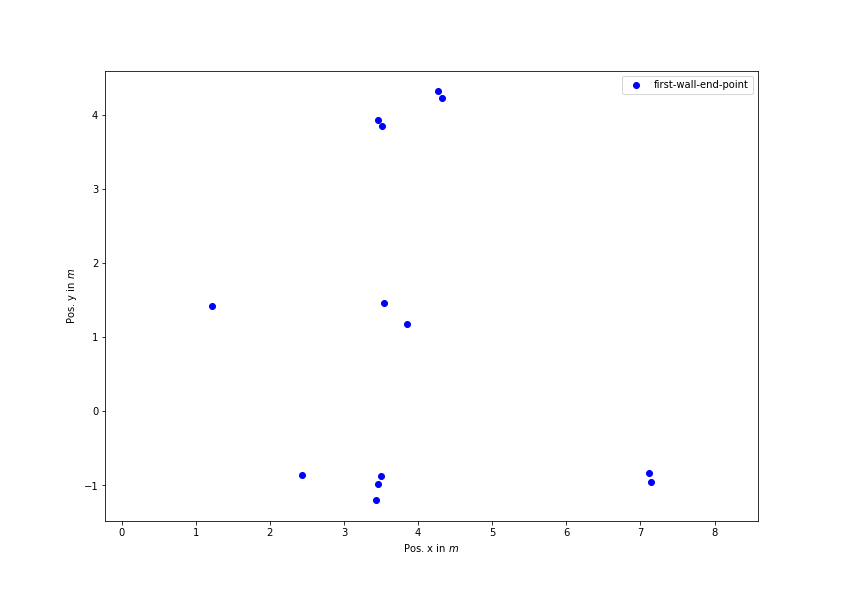 first-wall-end-point
4
3
2
1
0
−1
Pos. y in m
0 1 2 3 4 5 6 7 8
Pos. x in m